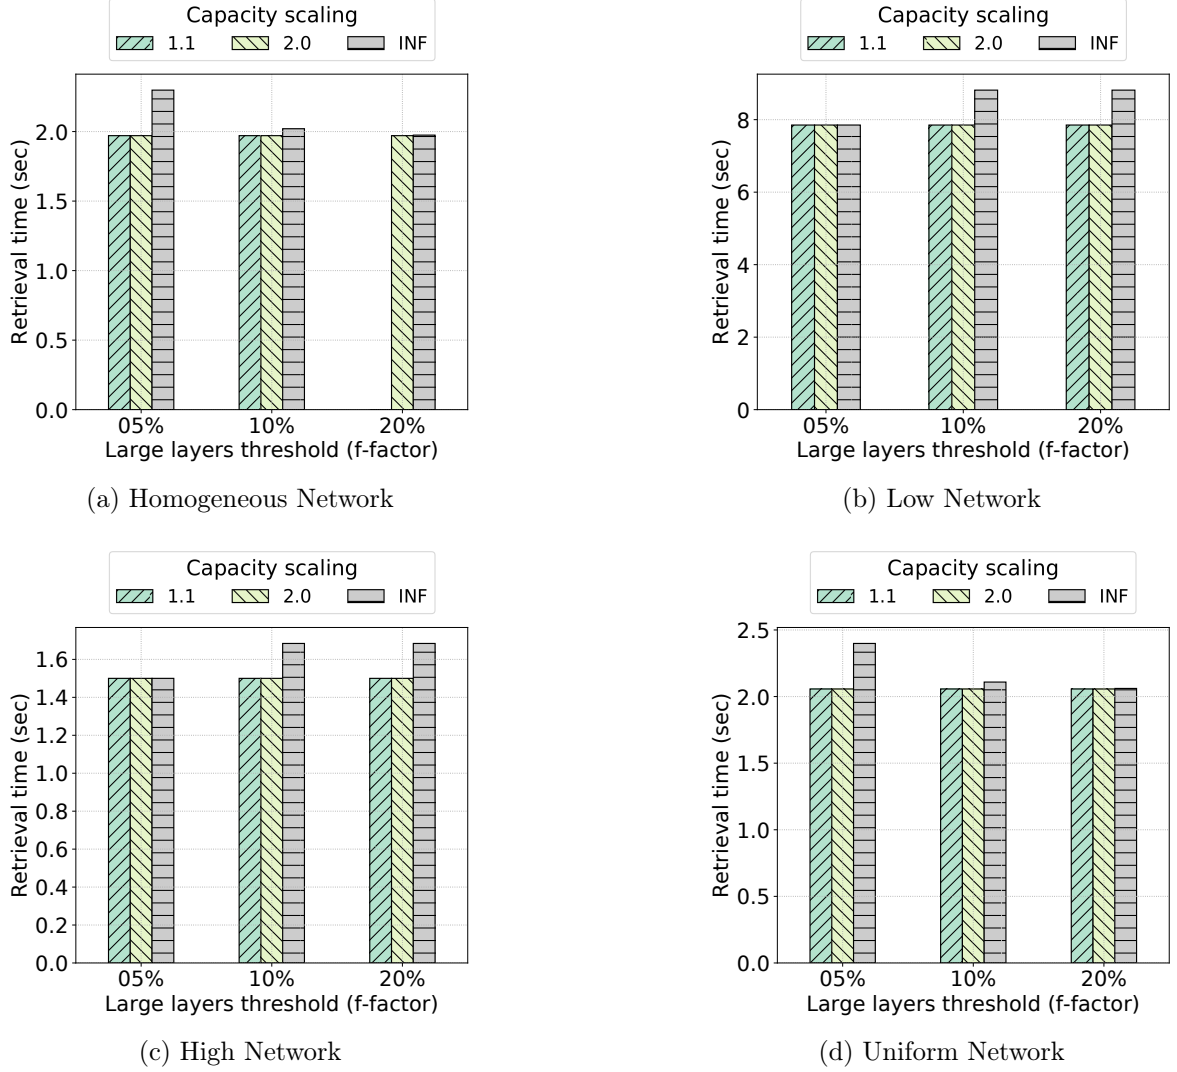 Capacity scaling
1.1 2.0 INF
Retrieval time (sec)
2.0
1.5
1.0
0.5
0.0
05% 10% 20%
Large layers threshold (f-factor)
(a) Homogeneous Network
Capacity scaling
1.1 2.0 INF
Retrieval time (sec)
8
6
4
2
0
05% 10% 20%
Large layers threshold (f-factor)
(b) Low Network
Capacity scaling
1.1 2.0 INF
Retrieval time (sec)
1.6
1.4
1.2
1.0
0.8
0.6
0.4
0.2
0.0
05% 10% 20%
Large layers threshold (f-factor)
(c) High Network
Capacity scaling
1.1 2.0 INF
Retrieval time (sec)
2.5
2.0
1.5
1.0
0.5
0.0
05% 10% 20%
Large layers threshold (f-factor)
(d) Uniform Network